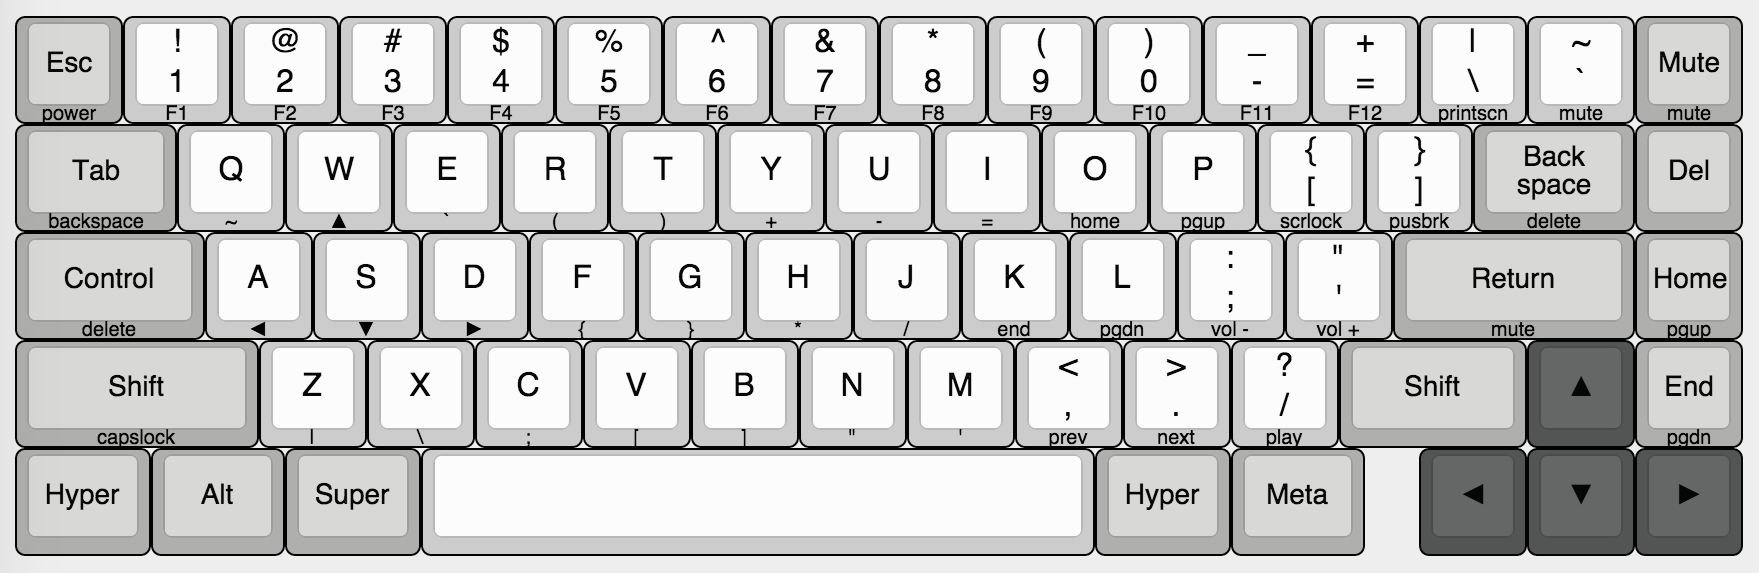 ! @ # $ % ^ & * ( ) _ + | ~
Esc 1 2 3 4 5 6 7 8 9 0 - = \ ` Mute
power F1 F2 F3 F4 F5 F6 F7 F8 F9 F10 F11 F12 printscn mute mute
{ } Back
Tab Q W E R T Y U I O P [ ] space Del
backspace ~ ▲ ` ( ) + - = home pgup scrlock pusbrk delete
: "
Control A S D F G H J K L ; ' Return Home
delete ◀ ▼ ▶ { } * / end pgdn vol - vol + mute pgup
< > ?
Shift Z X C V B N M , . / Shift ▲ End
capslock | \ ; [ ] " ' prev next play pgdn
Hyper Alt Super Hyper Meta ◀ ▼ ▶